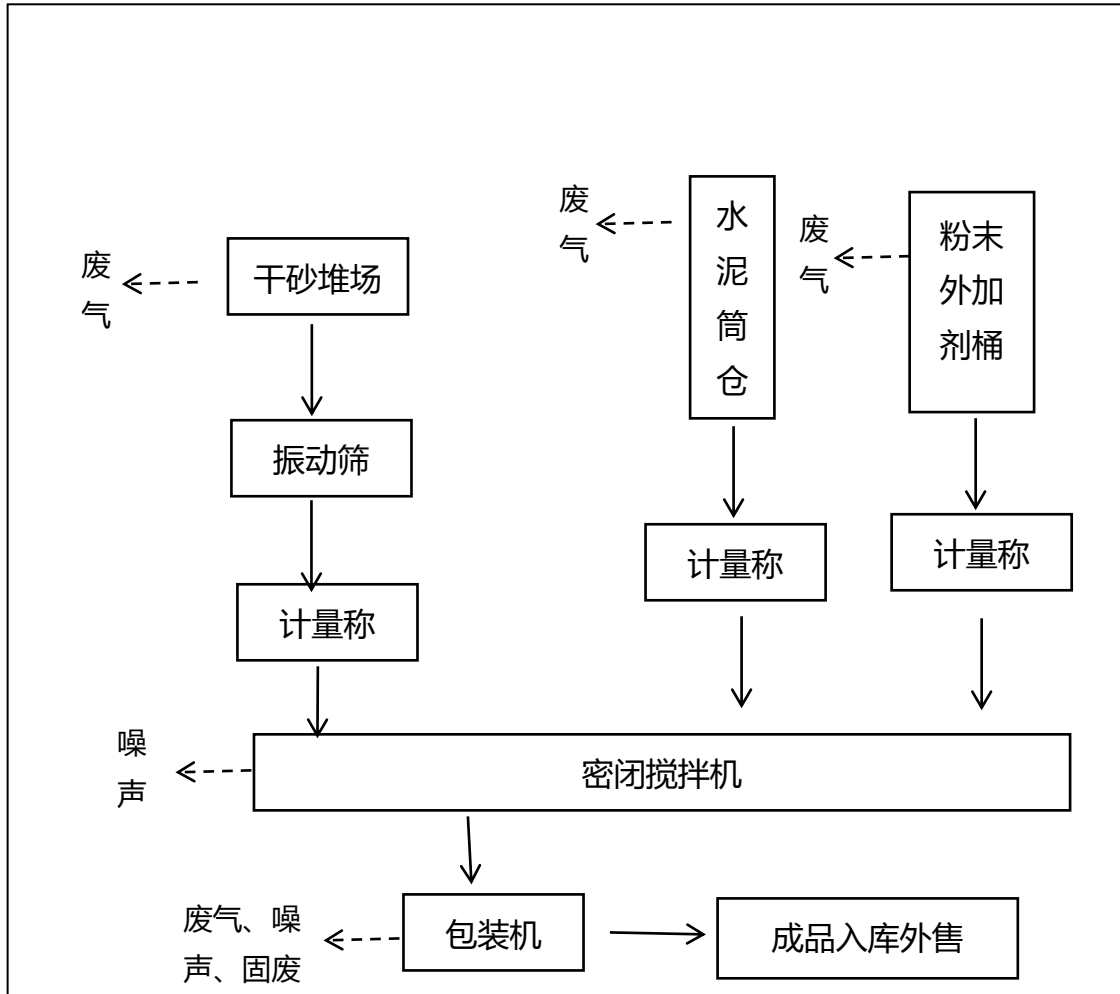 废
气
干砂堆场
废
气
水
泥
筒
仓
废
气
粉末
外加
剂桶
振动筛
计量称
计量称
计量称
噪
声
密闭搅拌机
废气、噪
声、固废
包装机
成品入库外售